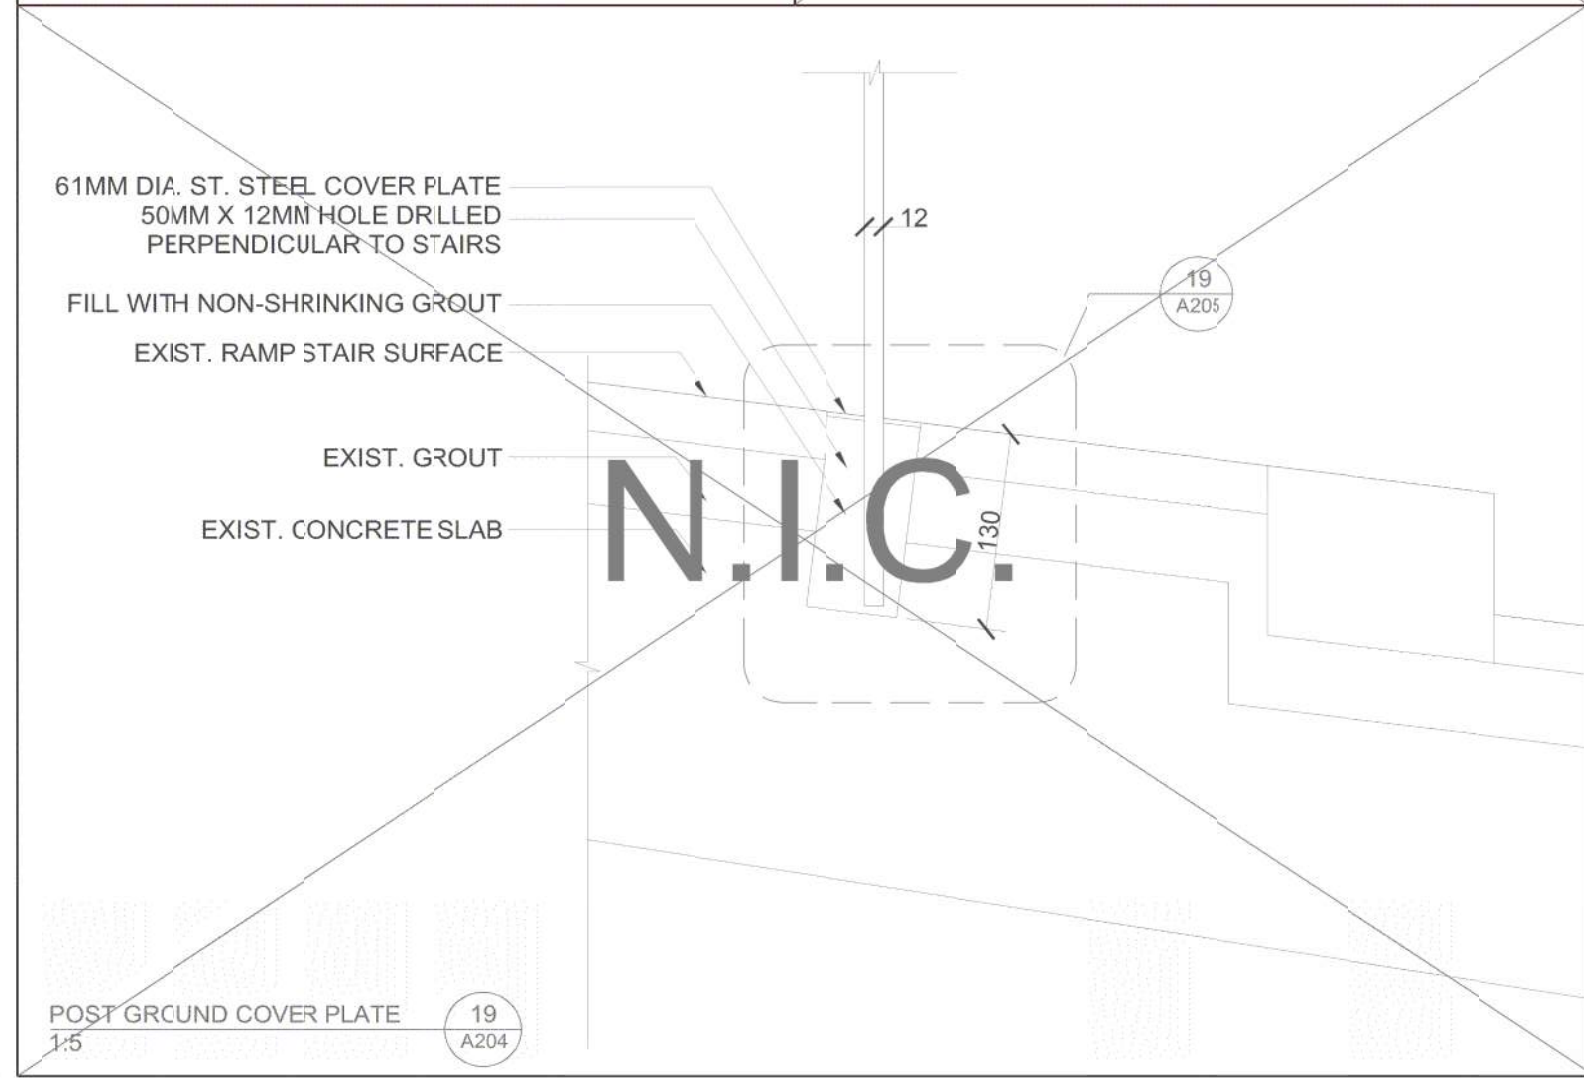 61MM DIA. ST. STEEL COVER PLATE
50MM X 12MM HOLE DRILLED
PERPENDICULAR TO STAIRS
FILL WITH NON-SHRINKING GROUT
EXIST. RAMP STAIR SURFACE
EXIST. GROUT
EXIST. CONCRETE SLAB
12
19
A205
N.I.C.
130
POST GROUND COVER PLATE
1:5
19
A204